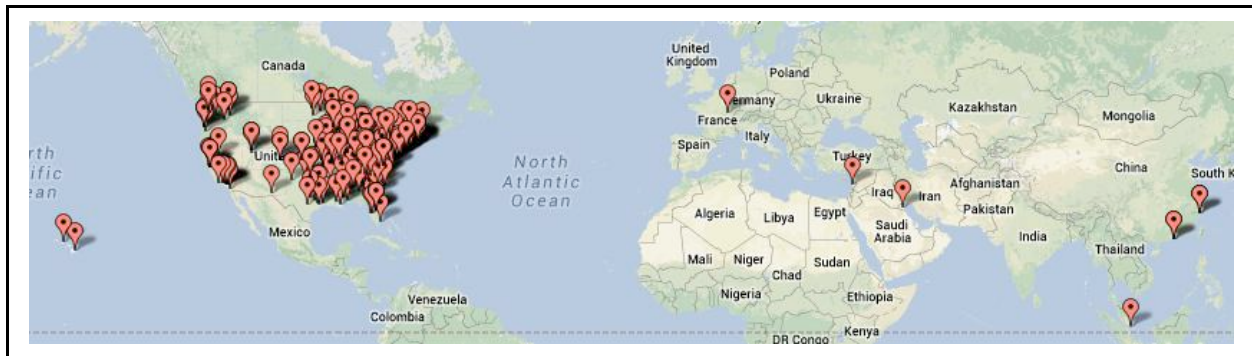 Canada
United
Kingdom
Poland
Germany
Ukraine
France
Kazakhstan
Mongolia
Italy
Spain
North
Atlantic
Ocean
Turkey
China
South K
Iraq
Iran
Afghanistan
Pakistan
Algeria
Libya
Egypt
Saudi
Arabia
India
Mexico
Thailand
Mali
Niger
Chad
Sudan
Nigeria
Ethiopia
Venezuela
Colombia
DR Congo
Kenya